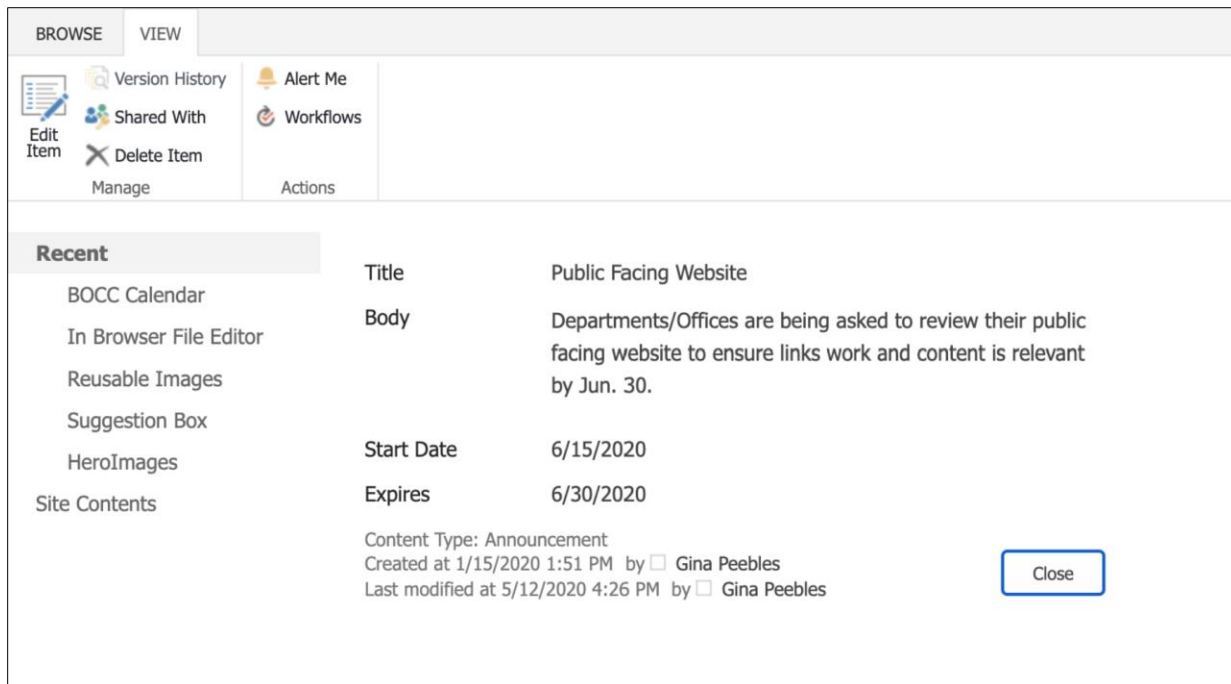 BROWSE VIEW
Version History
Shared With
Delete Item
Edit
Item
Manage
Alert Me
Workflows
Actions
Recent
BOCC Calendar
In Browser File Editor
Reusable Images
Suggestion Box
HeroImages
Site Contents
Title Public Facing Website
Body Departments/Offices are being asked to review their public
facing website to ensure links work and content is relevant
by Jun. 30.
Start Date 6/15/2020
Expires 6/30/2020
Content Type: Announcement
Created at 1/15/2020 1:51 PM by Gina Peebles
Last modified at 5/12/2020 4:26 PM by Gina Peebles
Close